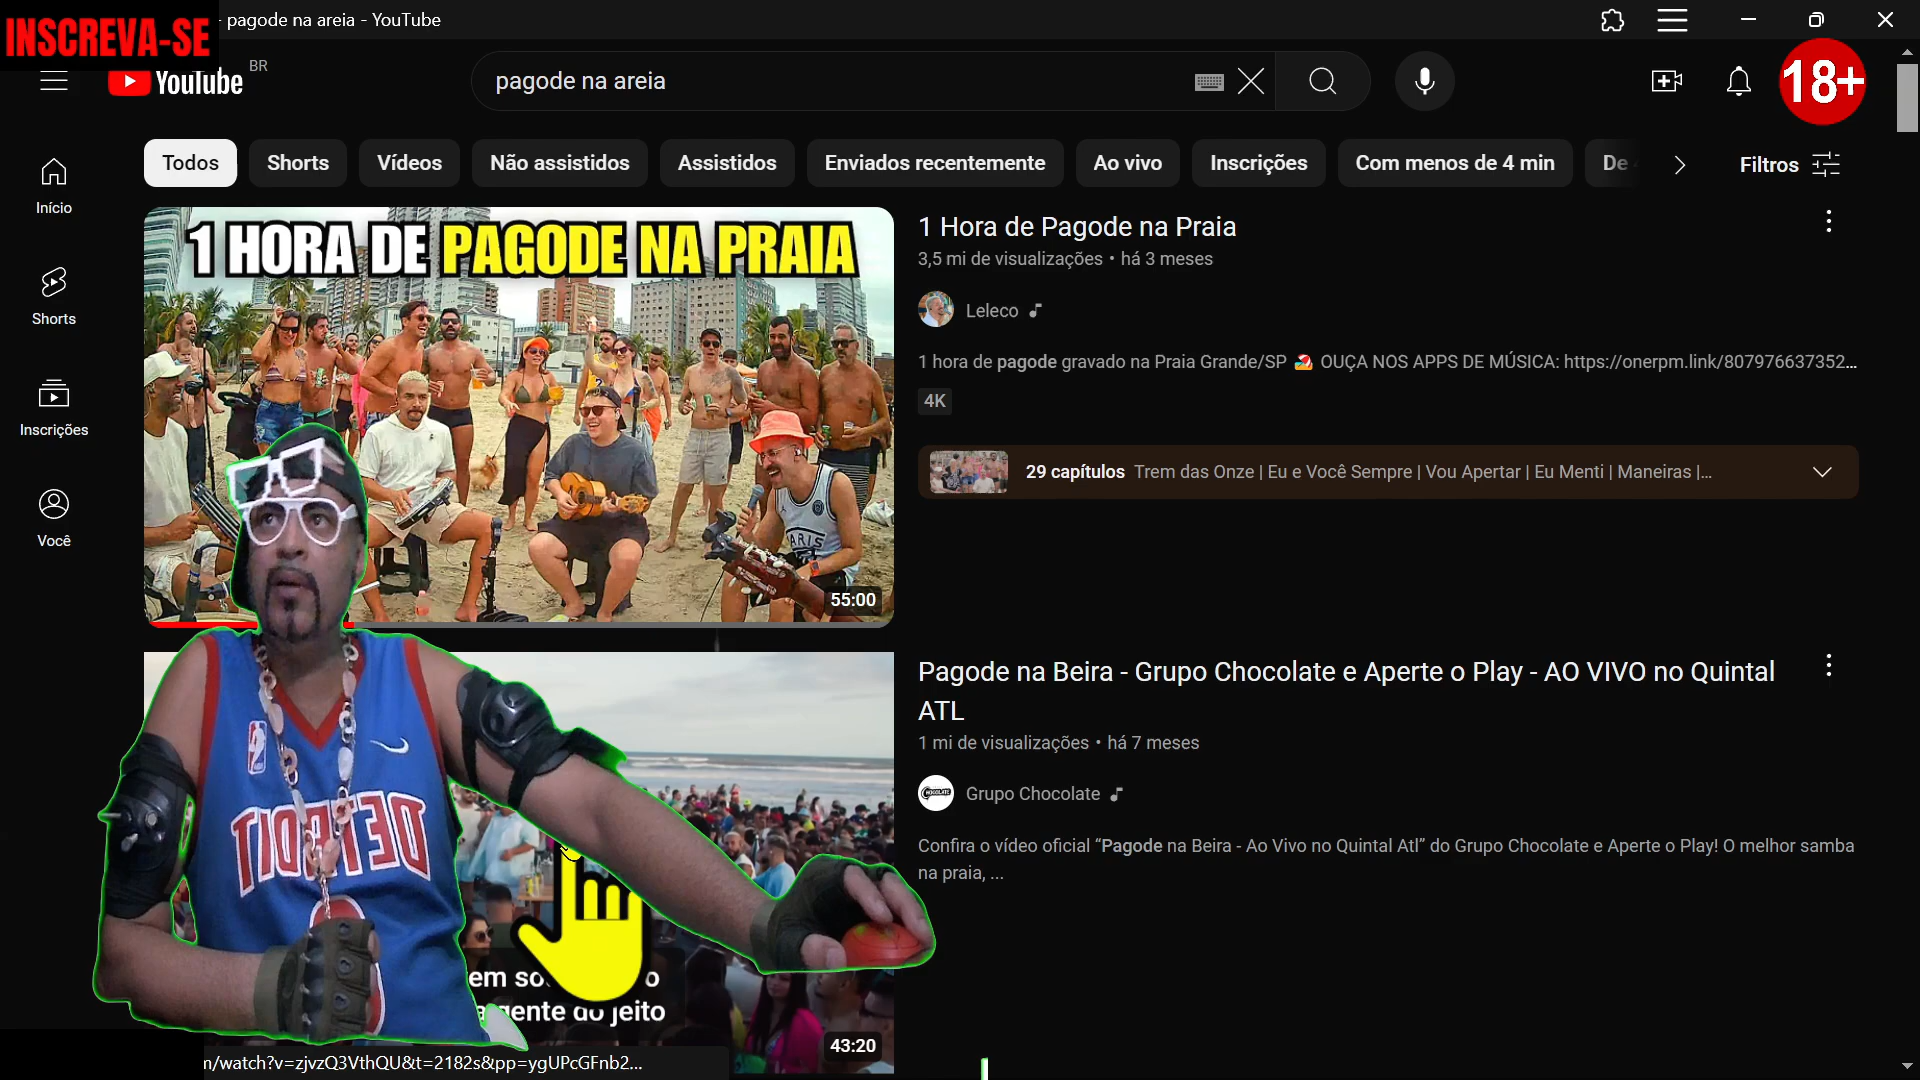 INSCREVA-SE
- pagode na areia - YouTube
YouTube BR
pagode na areia
18+
Todos
Shorts
Vídeos
Não assistidos
Assistidos
Enviados recentemente
Ao vivo
Inscrições
Com menos de 4 min
De
Filtros
Início
Shorts
Inscrições
Você
1 HORA DE PAGODE NA PRAIA
PARIS
55:00
1 Hora de Pagode na Praia
3,5 mi de visualizações • há 3 meses
Leleco
1 hora de pagode gravado na Praia Grande/SP 🏖️ OUÇA NOS APPS DE MÚSICA: https://onerpm.link/807976637352...
4K
29 capítulos Trem das Onze | Eu e Você Sempre | Vou Apertar | Eu Menti | Maneiras |...
DETROIT
em so
o
gente do jeito
43:20
Pagode na Beira - Grupo Chocolate e Aperte o Play - AO VIVO no Quintal
ATL
1 mi de visualizações • há 7 meses
CHOCOLATE
Grupo Chocolate
Confira o vídeo oficial “Pagode na Beira - Ao Vivo no Quintal Atl” do Grupo Chocolate e Aperte o Play! O melhor samba
na praia, ...
/watch?v=zjvzQ3VthQU&t=2182s&pp=ygUPcGFnb2...